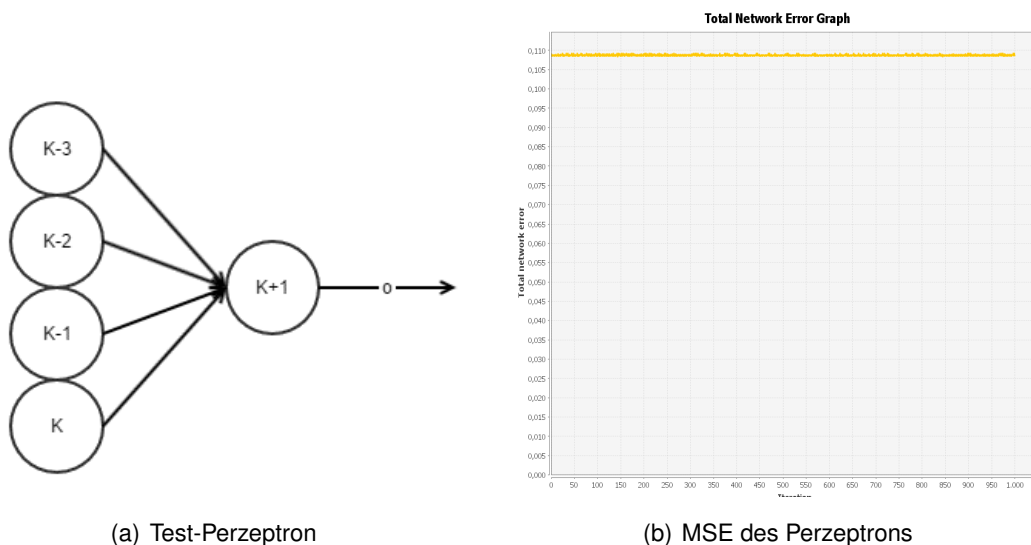 K-3
K-2
K-1
K
K+1
o
Total Network Error Graph
Total network error
0,110
0,105
0,100
0,095
0,090
0,085
0,080
0,075
0,070
0,065
0,060
0,055
0,050
0,045
0,040
0,035
0,030
0,025
0,020
0,015
0,010
0,005
0,000
0 50 100 150 200 250 300 350 400 450 500 550 600 650 700 750 800 850 900 950 1.000
Iteration
(a) Test-Perzeptron
(b) MSE des Perzeptrons